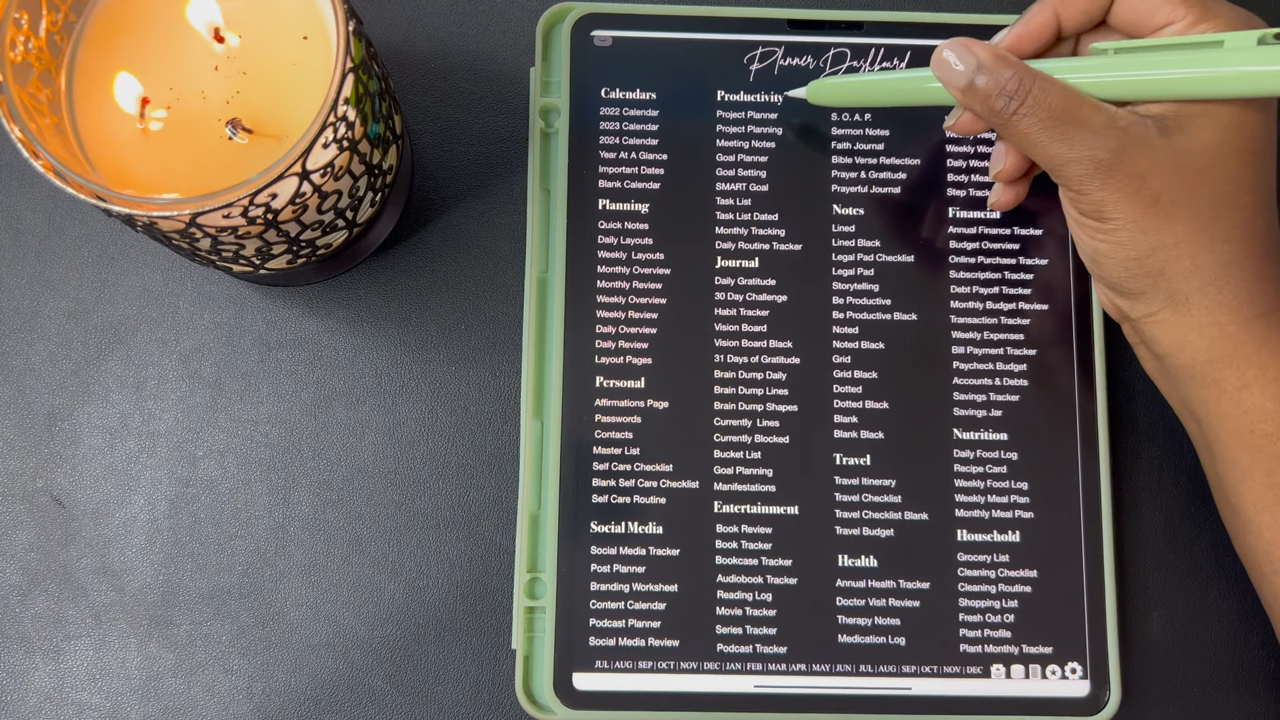 Planner Dashboard
Calendars
2022 Calendar
2023 Calendar
2024 Calendar
Year At A Glance
Important Dates
Blank Calendar
Planning
Quick Notes
Daily Layouts
Weekly Layouts
Monthly Overview
Monthly Review
Weekly Overview
Weekly Review
Daily Overview
Daily Review
Layout Pages
Personal
Affirmations Page
Passwords
Contacts
Master List
Self Care Checklist
Blank Self Care Checklist
Self Care Routine
Social Media
Social Media Tracker
Post Planner
Branding Worksheet
Content Calendar
Podcast Planner
Social Media Review
Productivity
Project Planner
Project Planning
Meeting Notes
Goal Planner
Goal Setting
SMART Goal
Task List
Task List Dated
Monthly Tracking
Daily Routine Tracker
Journal
Daily Gratitude
30 Day Challenge
Habit Tracker
Vision Board
Vision Board Black
31 Days of Gratitude
Brain Dump Daily
Brain Dump Lines
Brain Dump Shapes
Currently Lines
Currently Blocked
Bucket List
Goal Planning
Manifestations
Entertainment
Book Review
Book Tracker
Bookcase Tracker
Audiobook Tracker
Reading Log
Movie Tracker
Series Tracker
Podcast Tracker
S. O. A. P.
Sermon Notes
Faith Journal
Bible Verse Reflection
Prayer & Gratitude
Prayerful Journal
Notes
Lined
Lined Black
Legal Pad Checklist
Legal Pad
Storytelling
Be Productive
Be Productive Black
Noted
Noted Black
Grid
Grid Black
Dotted
Dotted Black
Blank
Blank Black
Travel
Travel Itinerary
Travel Checklist
Travel Checklist Blank
Travel Budget
Health
Annual Health Tracker
Doctor Visit Review
Therapy Notes
Medication Log
Weekly
Weekly
Daily
Body
Step
Financial
Annual Finance Tracker
Budget Overview
Online Purchase Tracker
Subscription Tracker
Debt Payoff Tracker
Monthly Budget Review
Transaction Tracker
Weekly Expenses
Bill Payment Tracker
Paycheck Budget
Accounts & Debts
Savings Tracker
Savings Jar
Nutrition
Daily Food Log
Recipe Card
Weekly Food Log
Weekly Meal Plan
Monthly Meal Plan
Household
Grocery List
Cleaning Checklist
Cleaning Routine
Shopping List
Fresh Out Of
Plant Profile
Plant Monthly Tracker
JUL | AUG | SEP | OCT | NOV | DEC | JAN | FEB | MAR | APR | MAY | JUN | JUL | AUG | SEP | OCT | NOV | DEC